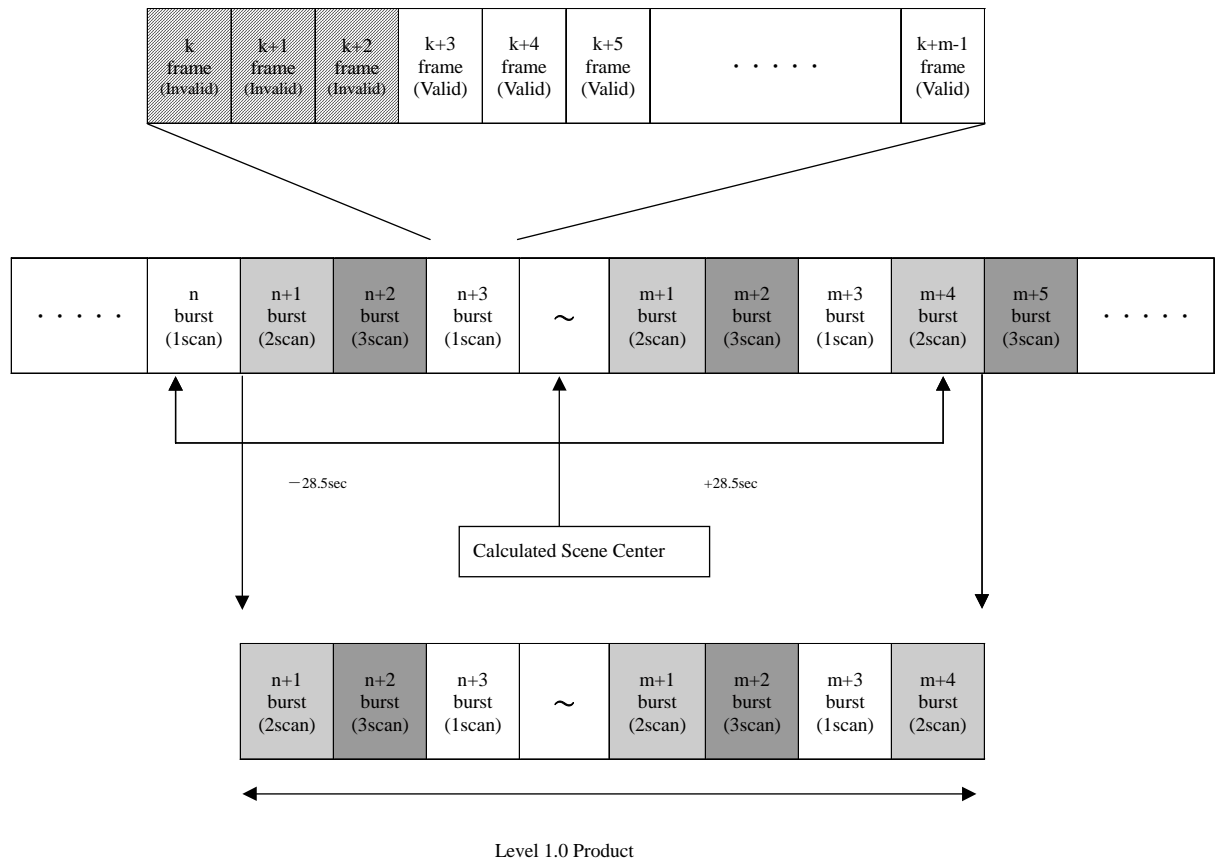 k
frame
(Invalid)
k+1
frame
(Invalid)
k+2
frame
(Invalid)
k+3
frame
(Valid)
k+4
frame
(Valid)
k+5
frame
(Valid)
· · · · ·
k+m-1
frame
(Valid)
· · · · ·
n
burst
(1scan)
n+1
burst
(2scan)
n+2
burst
(3scan)
n+3
burst
(1scan)
~
m+1
burst
(2scan)
m+2
burst
(3scan)
m+3
burst
(1scan)
m+4
burst
(2scan)
m+5
burst
(3scan)
· · · · ·
−28.5sec
+28.5sec
Calculated Scene Center
n+1
burst
(2scan)
n+2
burst
(3scan)
n+3
burst
(1scan)
~
m+1
burst
(2scan)
m+2
burst
(3scan)
m+3
burst
(1scan)
m+4
burst
(2scan)
Level 1.0 Product